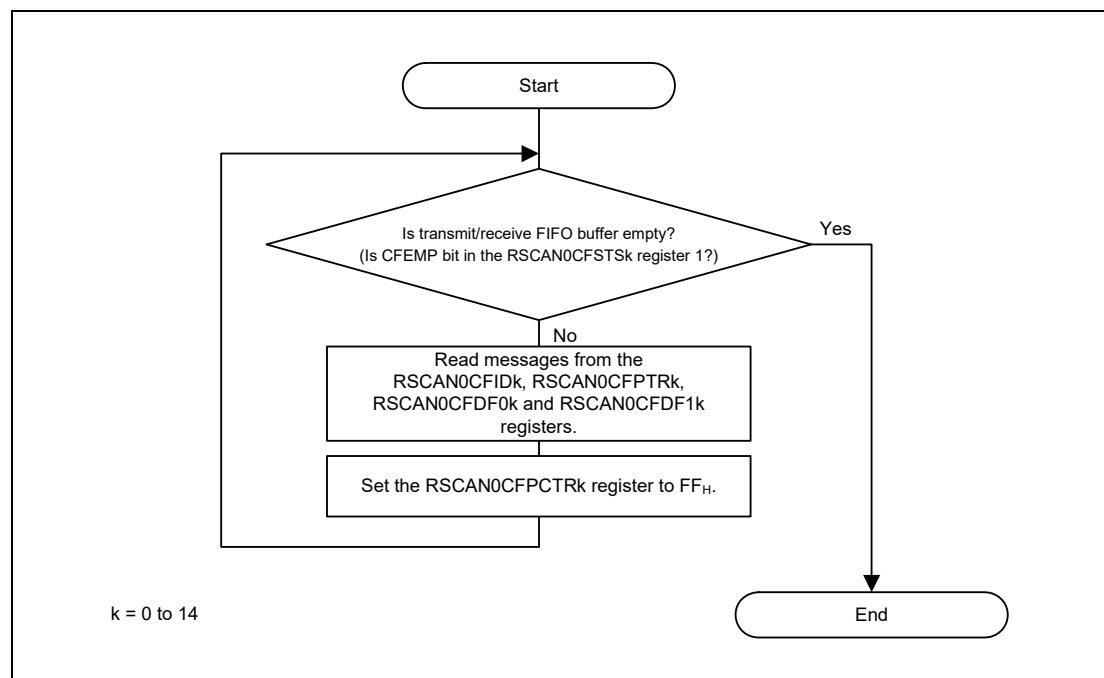 Start
Is transmit/receive FIFO buffer empty?
(Is CFEMP bit in the RSCAN0CFSTSk register 1?)
Yes
No
Read messages from the
RSCAN0CFIDk, RSCAN0CFPTRk,
RSCAN0CFDF0k and RSCAN0CFDF1k
registers.
Set the RSCAN0CFPCTRk register to FFH.
k = 0 to 14
End